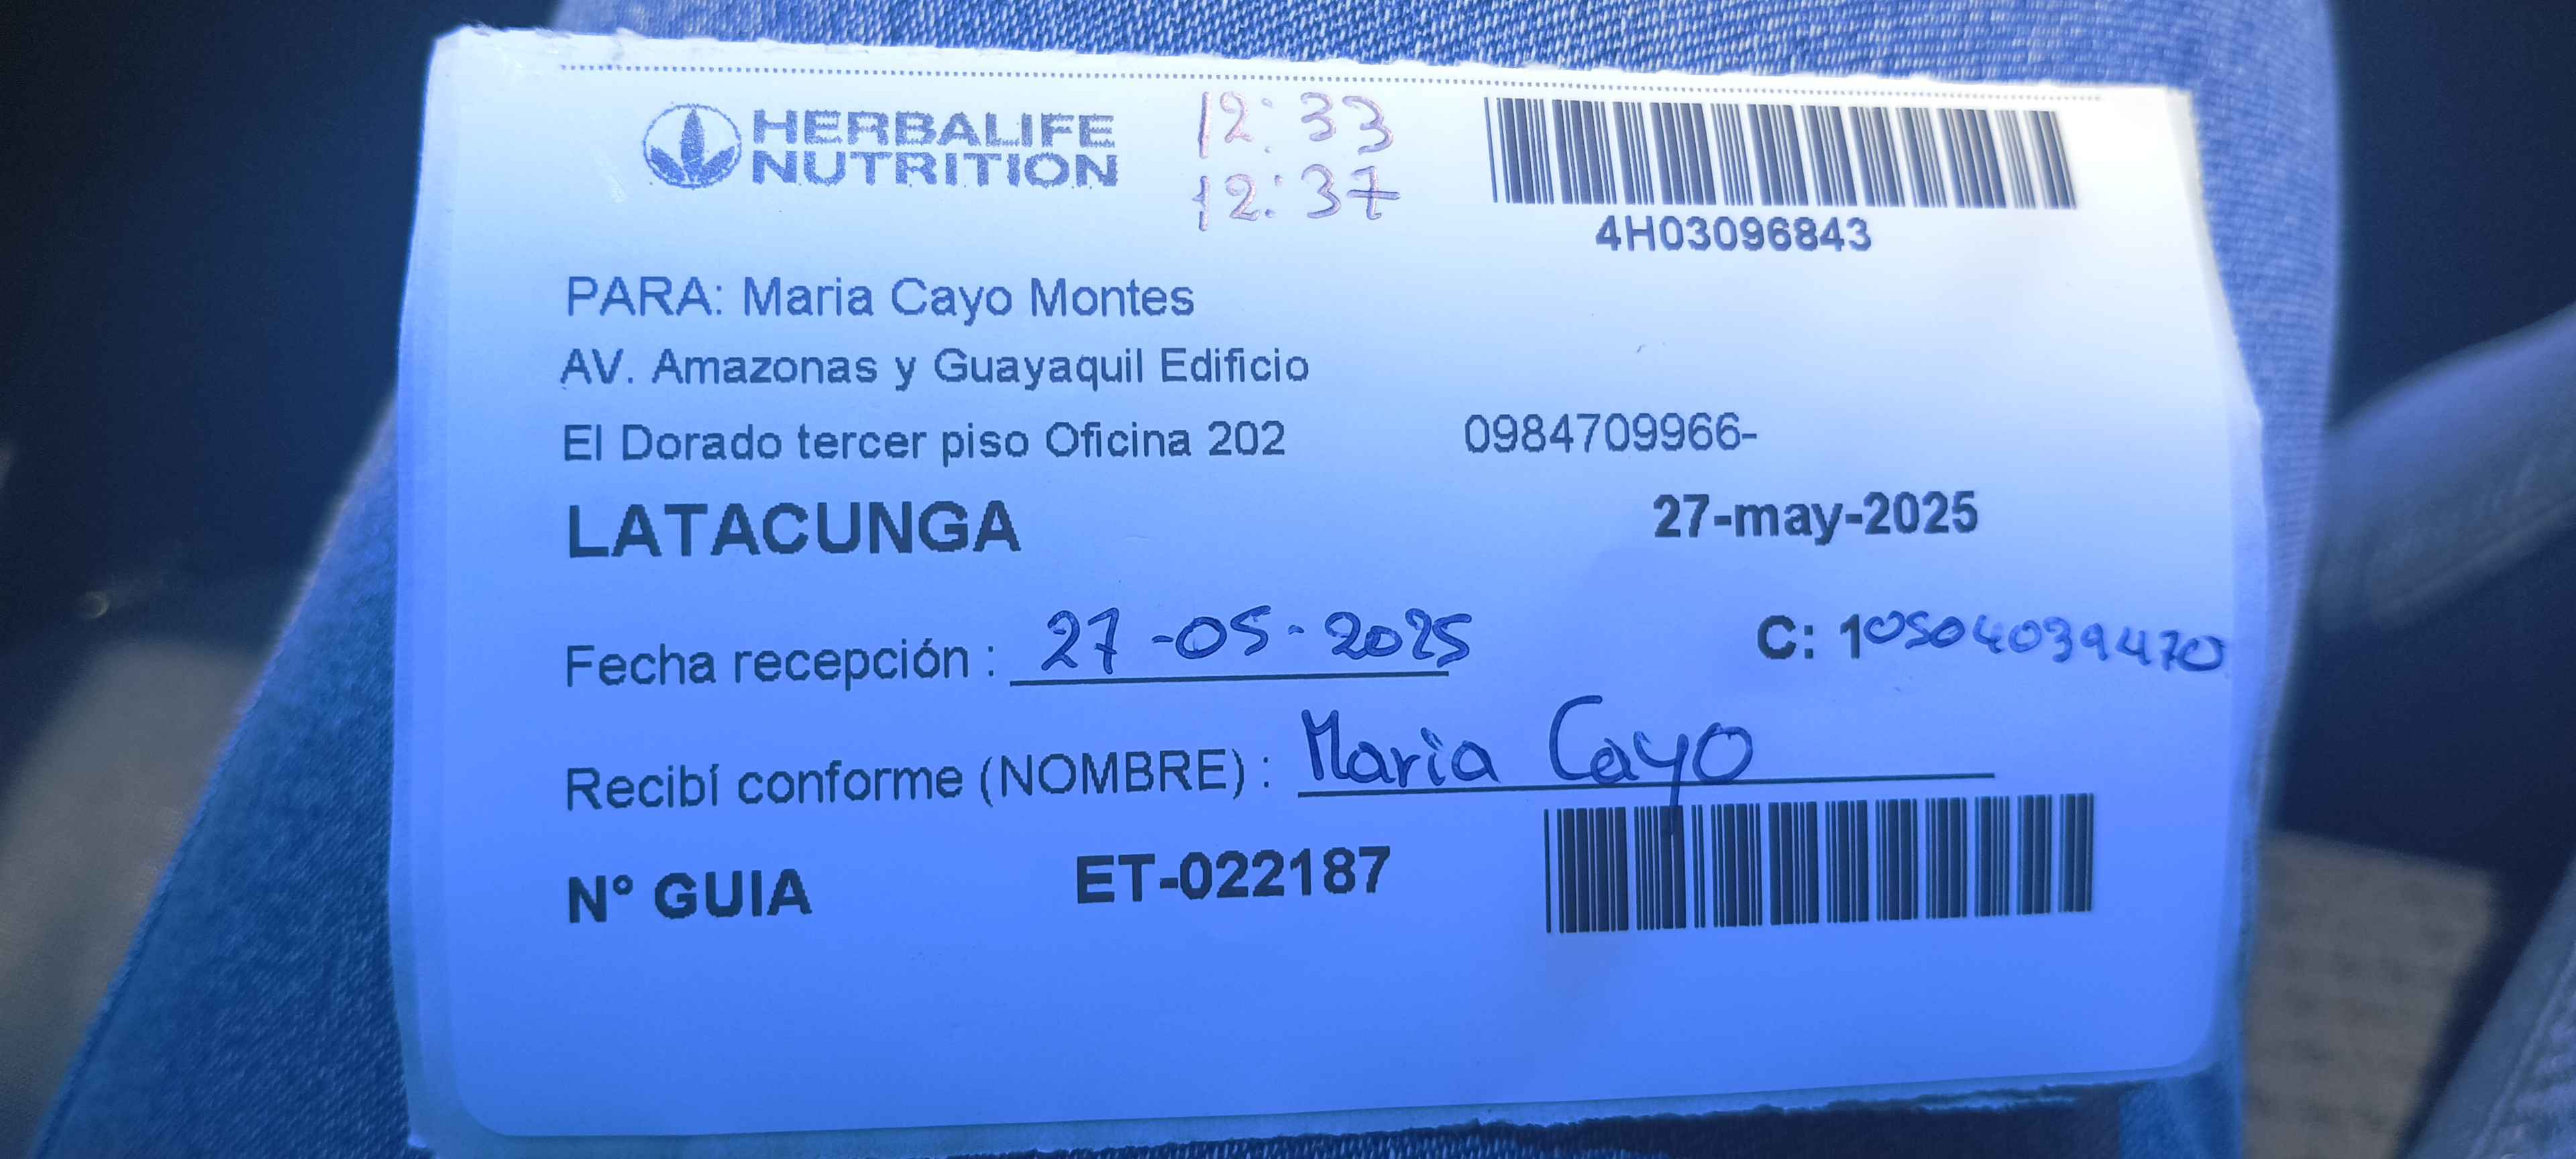 HERBALIFE
NUTRITION
12:33
12:37
4H03096843
PARA: Maria Cayo Montes
AV. Amazonas y Guayaquil Edificio
El Dorado tercer piso Oficina 202 0984709966-
LATACUNGA 27-may-2025
Fecha recepción : 27-05-2025 C: 10504039470
Recibí conforme (NOMBRE) : Maria Cayo
N° GUIA ET-022187